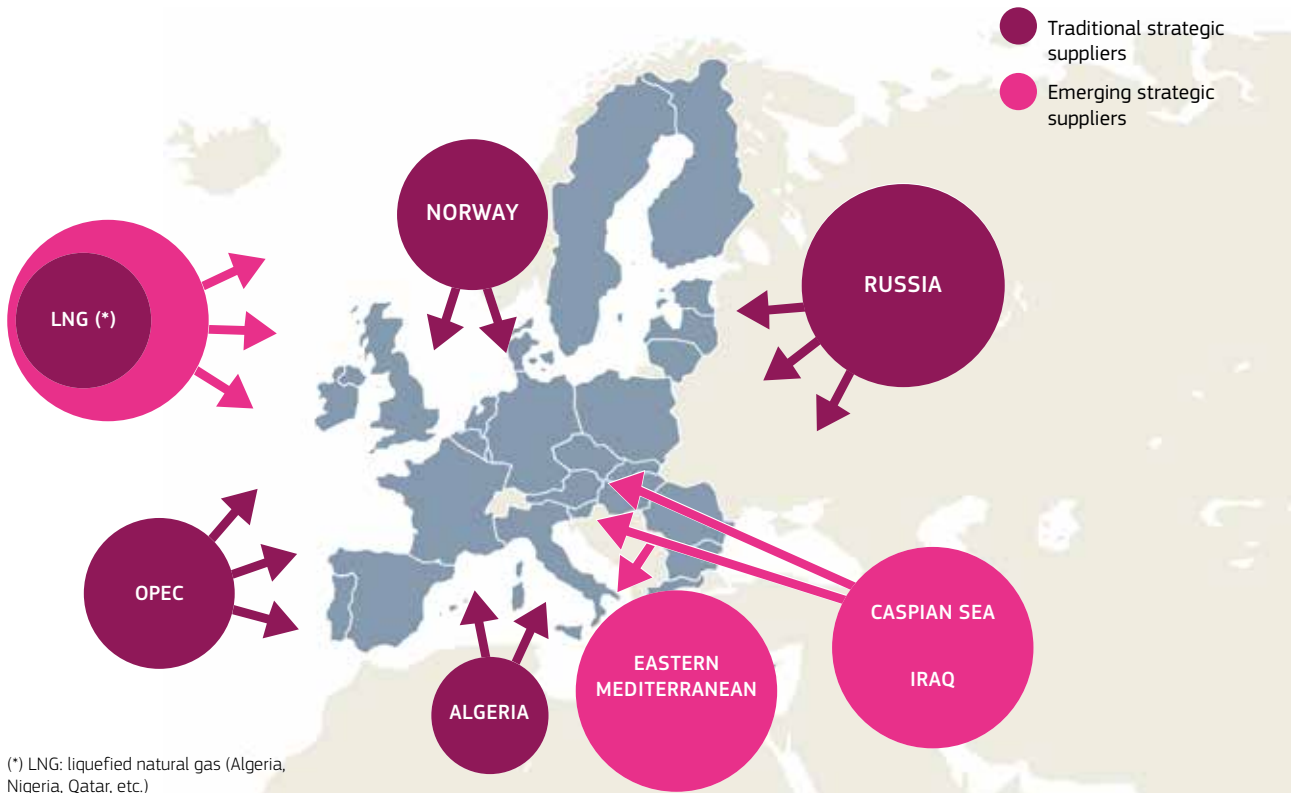 Traditional strategic
suppliers
Emerging strategic
suppliers
NORWAY
RUSSIA
LNG (*)
OPEC
CASPIAN SEA
IRAQ
EASTERN
MEDITERRANEAN
ALGERIA
(*) LNG: liquefied natural gas (Algeria,
Nigeria, Qatar, etc.)